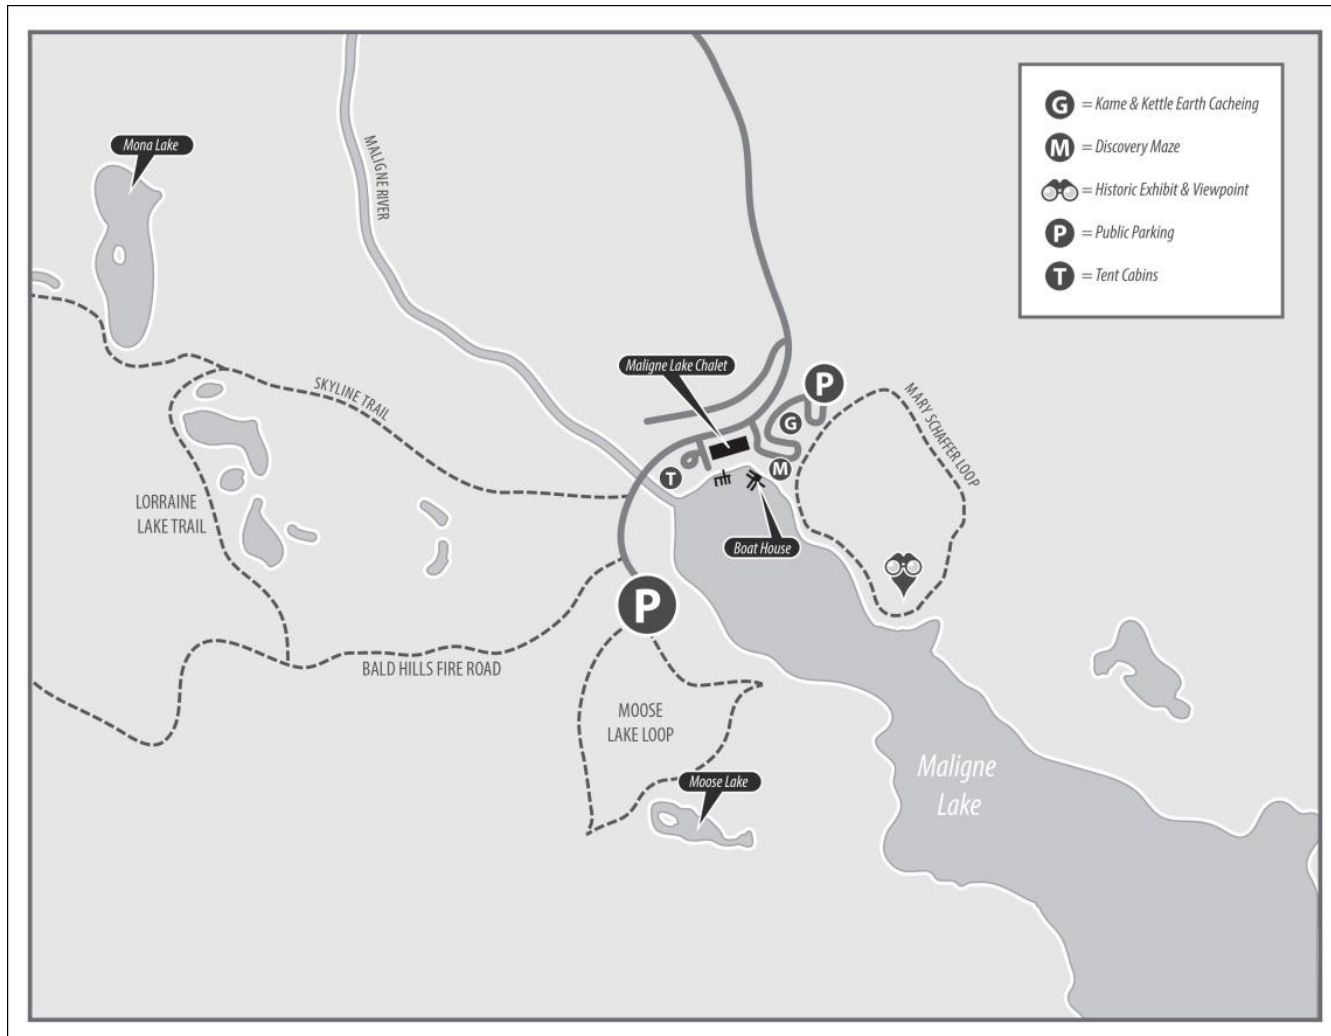 Mona Lake
MALIGNE RIVER
G = Kame & Kettle Earth Cacheing
M = Discovery Maze
= Historic Exhibit & Viewpoint
P = Public Parking
T = Tent Cabins
Maligne Lake Chalet
P
SKYLINE TRAIL
MARY SCHAFFER LOOP
G
M
T
LORRAINE
LAKE TRAIL
Boat House
P
BALD HILLS FIRE ROAD
MOOSE
LAKE LOOP
Moose Lake
Maligne
Lake